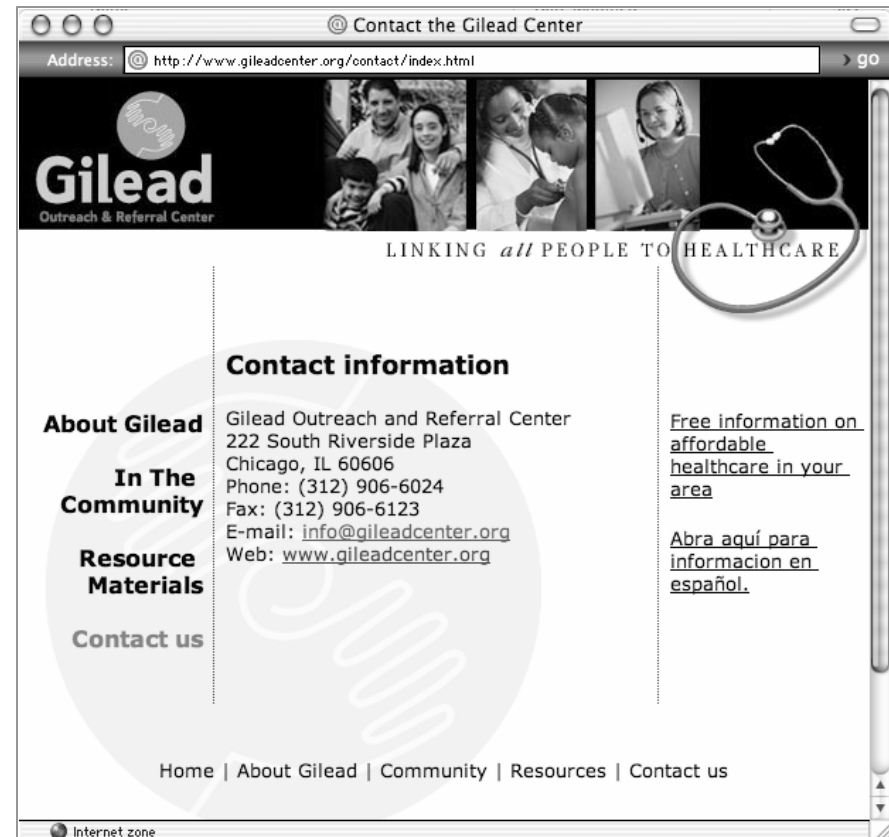 Contact the Gilead Center
Address: http://www.gileadcenter.org/contact/index.html › go
Gilead
Outreach & Referral Center
LINKING all PEOPLE TO HEALTHCARE
Contact information
About Gilead
In The
Community
Resource
Materials
Contact us
Gilead Outreach and Referral Center
222 South Riverside Plaza
Chicago, IL 60606
Phone: (312) 906-6024
Fax: (312) 906-6123
E-mail: info@gileadcenter.org
Web: www.gileadcenter.org
Free information on
affordable
healthcare in your
area
Abra aquí para
informacion en
español.
Home | About Gilead | Community | Resources | Contact us
Internet zone